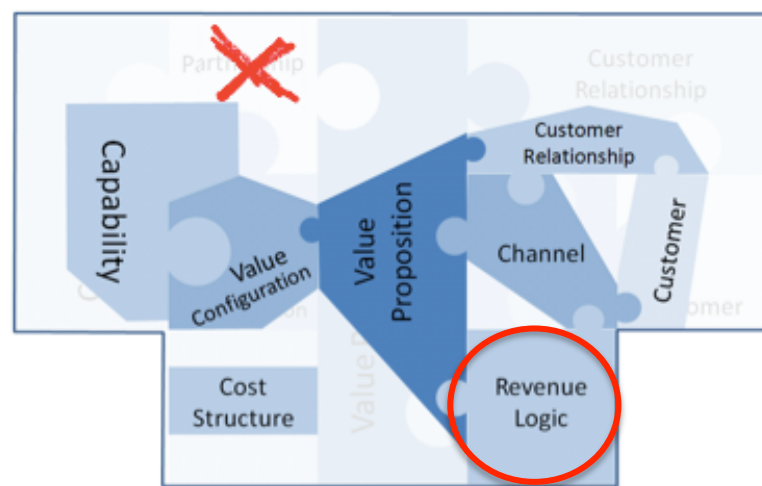 Partnership
Customer
Relationship
Customer
Relationship
Capability
Value
Configuration
Value
Proposition
Channel
Customer
Cost
Structure
Revenue
Logic